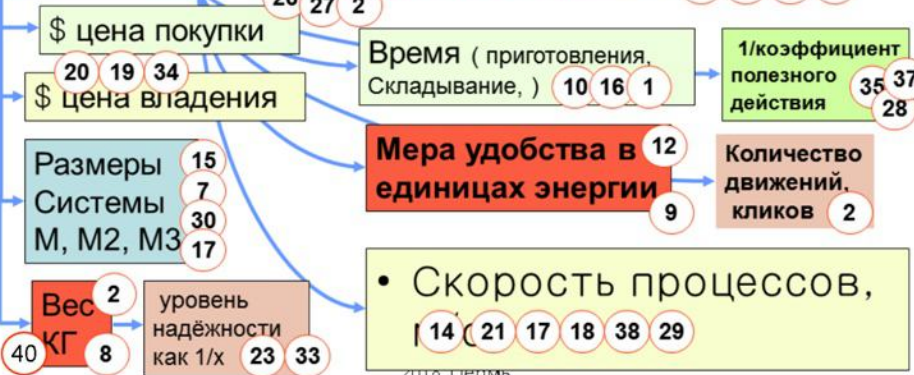 26 27 2
$ цена покупки
20 19 34
$ цена владения
Размеры 15
Системы 7
30
М, М2, М3 17
Вес 2
40 КГ 8
уровень
надёжности
как 1/х 23 33
Время ( приготовления,
Складывание, ) 10 16 1
1/коэффициент
полезного 35 37
действия 28
Мера удобства в 12
единицах энергии
9
Количество
движений,
кликов 2
• Скорость процессов,
14 21 17 18 38 29